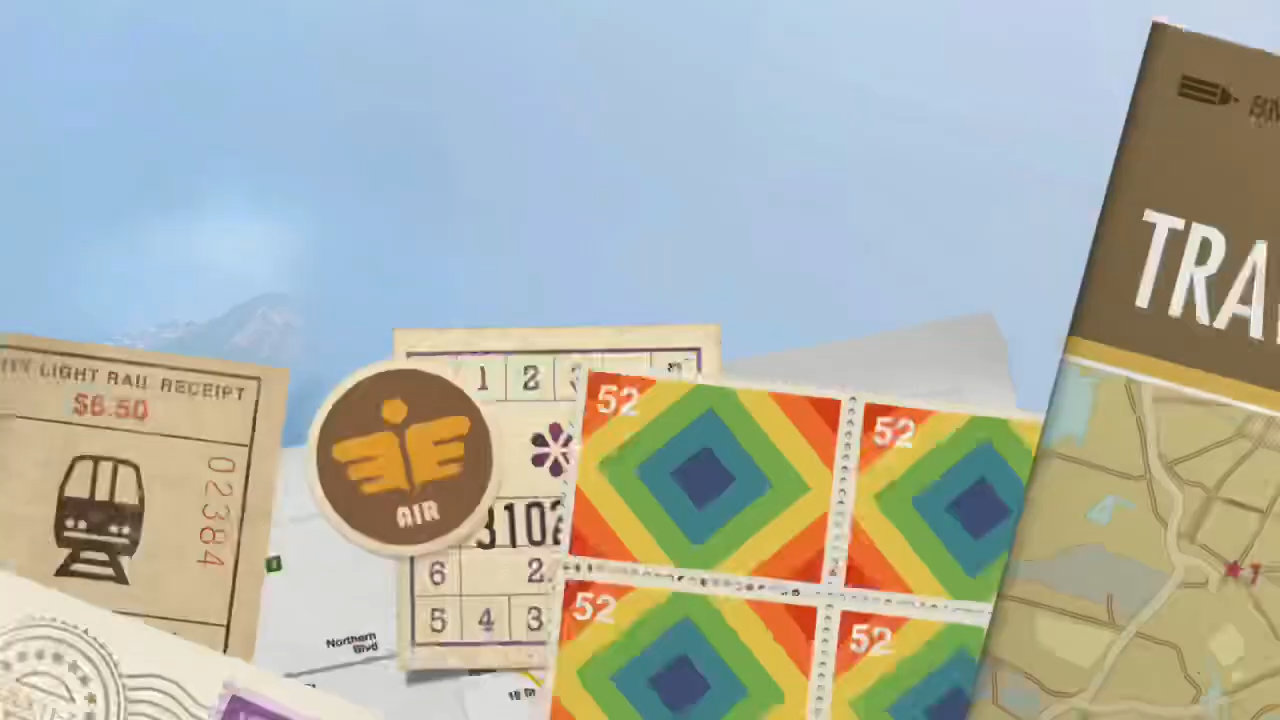 LIGHT RAIL RECEIPT
$6.50
02384
AIR
1 2
3102
6 2
5 4 3
52
52
52
52
TRA
1
Northern
Blvd